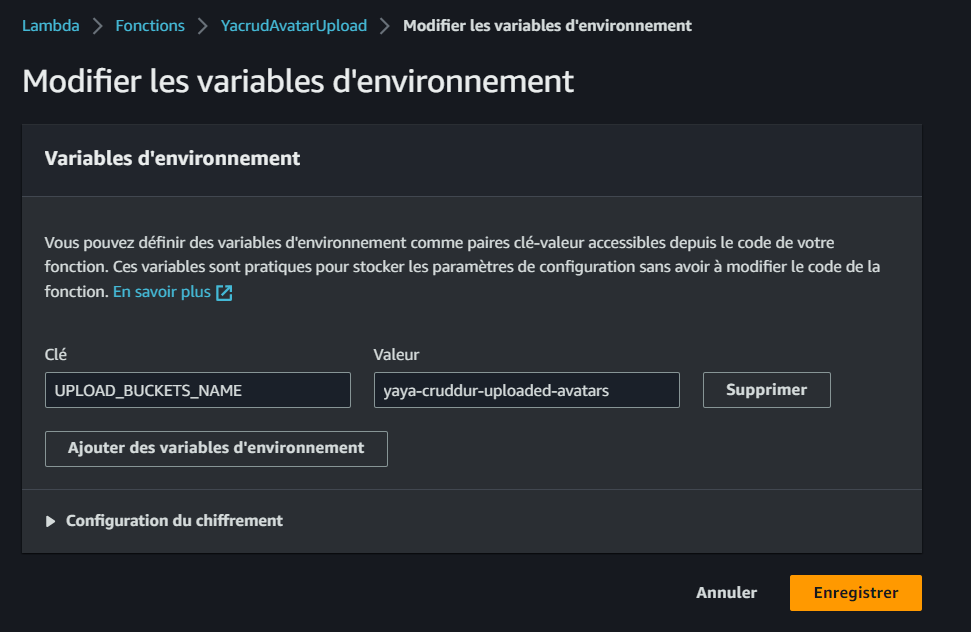 Lambda > Fonctions > YacrudAvatarUpload > Modifier les variables d'environnement
Modifier les variables d'environnement
Variables d'environnement
Vous pouvez définir des variables d'environnement comme paires clé-valeur accessibles depuis le code de votre
fonction. Ces variables sont pratiques pour stocker les paramètres de configuration sans avoir à modifier le code de la
fonction. En savoir plus
Clé Valeur
UPLOAD_BUCKETS_NAME yaya-cruddur-uploaded-avatars Supprimer
Ajouter des variables d'environnement
Configuration du chiffrement
Annuler Enregistrer